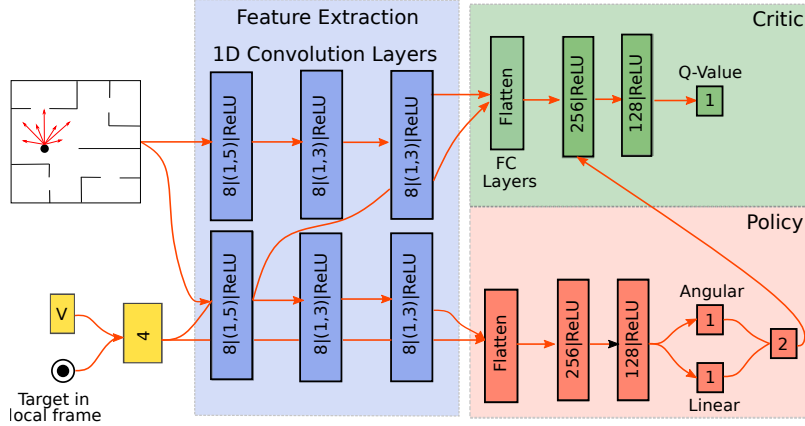 Feature Extraction
1D Convolution Layers
8|(1,5)|ReLU
8|(1,3)|ReLU
8|(1,3)|ReLU
8|(1,5)|ReLU
8|(1,3)|ReLU
8|(1,3)|ReLU
V
4
Target in
local frame
Critic
Flatten
FC
Layers
256|ReLU
128|ReLU
Q-Value
1
Policy
Flatten
256|ReLU
128|ReLU
Angular
1
1
Linear
2